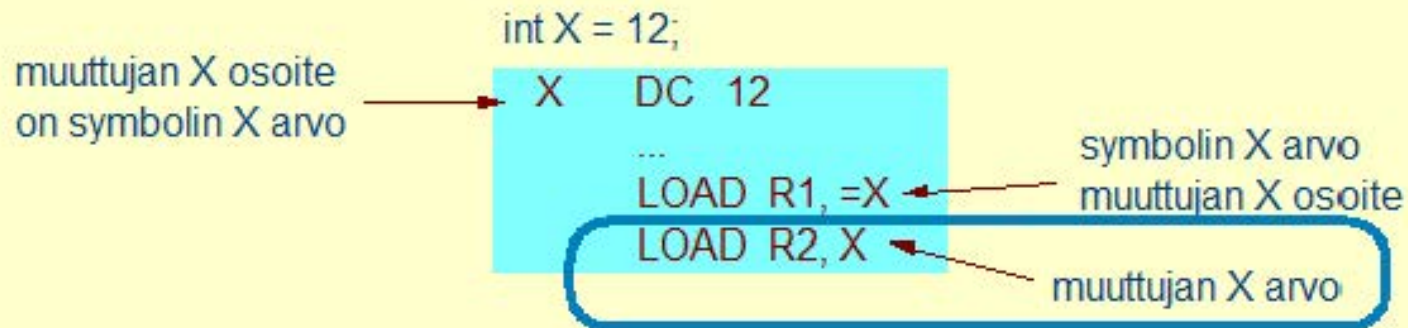 int X = 12;
muuttujan X osoite
on symbolin X arvo
X DC 12
...
LOAD R1, =X
symbolin X arvo
muuttujan X osoite
LOAD R2, X
muuttujan X arvo